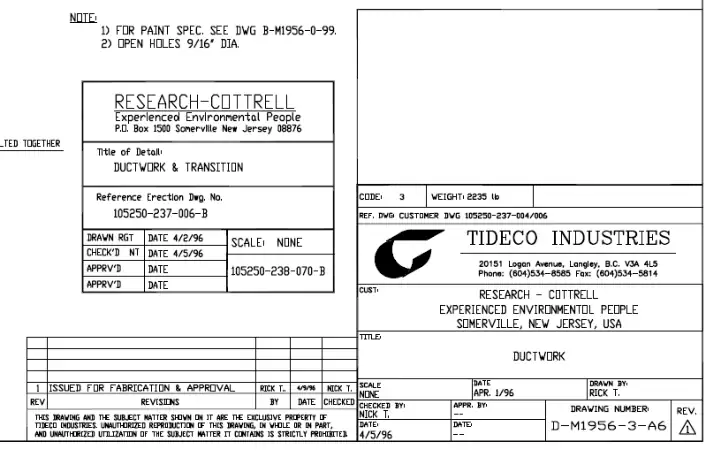 NOTE:
1) FOR PAINT SPEC. SEE DWG B-M1956-0-99.
2) OPEN HOLES 9/16" DIA.
LTED TOGETHER
RESEARCH-COTTRELL
Experienced Environmental People
P.O. Box 1500 Somerville New Jersey 08876
Title of Detail:
DUCTWORK & TRANSITION
Reference Erection Dwg. No.
105250-237-006-B
DRAWN RGT DATE 4/2/96
CHECK'D NT DATE 4/5/96
APPRV'D DATE
APPRV'D DATE
SCALE: NONE
105250-238-070-B
CODE: 3 WEIGHT: 2235 lb
REF. DWG: CUSTOMER DWG 105250-237-004/006
TIDECO INDUSTRIES
20151 Logan Avenue, Langley, B.C. V3A 4L5
Phone: (604)534-8585 Fax: (604)534-5814
CUST:
RESEARCH - COTTRELL
EXPERIENCED ENVIRONMENTOL PEOPLE
SOMERVILLE, NEW JERSEY, USA
TITLE:
DUCTWORK
1 ISSUED FOR FABRICATION & APPROVAL RICK T. 4/9/96 NICK T.
REV REVISIONS BY DATE CHECKED
THIS DRAWING AND THE SUBJECT MATTER SHOWN ON IT ARE THE EXCLUSIVE PROPERTY OF
TIDECO INDUSTRIES. UNAUTHORIZED REPRODUCTION OF THIS DRAWING, IN WHOLE OR IN PART,
AND UNAUTHORIZED UTILIZATION OF THE SUBJECT MATTER IT CONTAINS IS STRICTLY PROHIBITED.
SCALE
NONE
DATE
APR. 1/96
DRAWN BY:
RICK T.
CHECKED BY:
NICK T.
APPR. BY:
--
DATE:
4/5/96
DATE:
--
DRAWING NUMBER:
D-M1956-3-A6
REV.
1